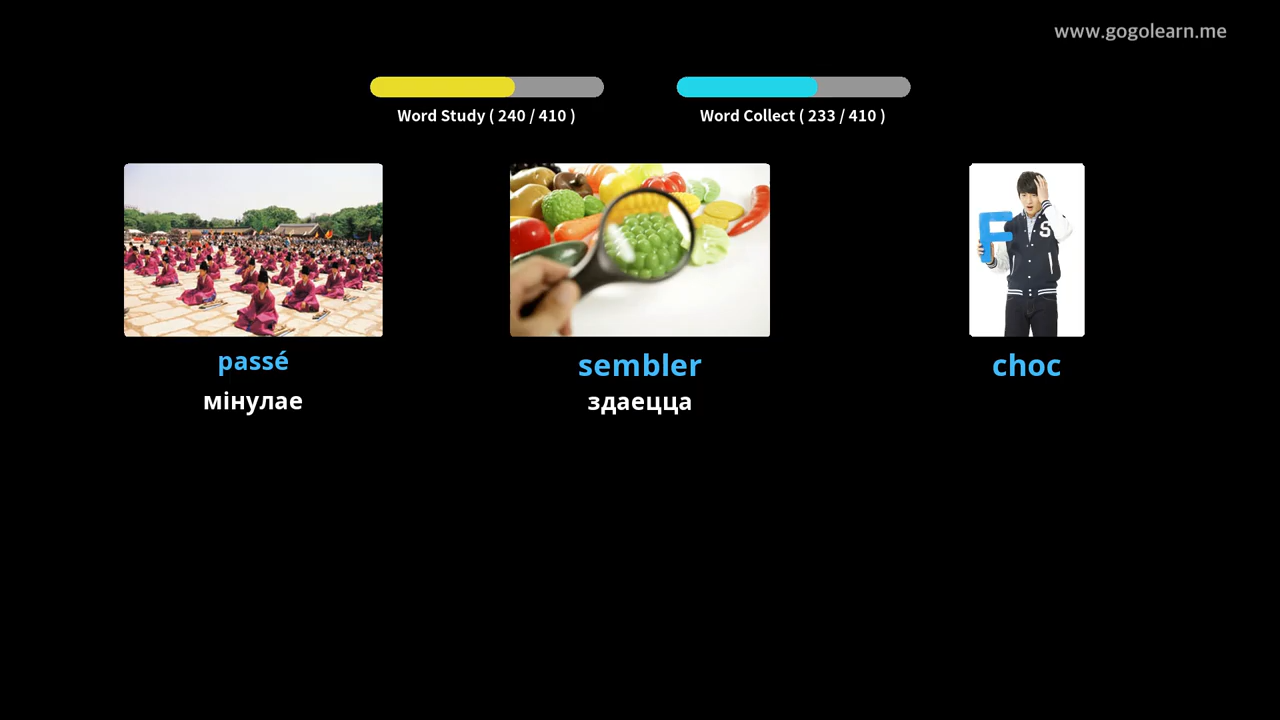 www.gogolearn.me
Word Study ( 240 / 410 )
Word Collect ( 233 / 410 )
F
S
passé
мінулае
sembler
здаецца
choc